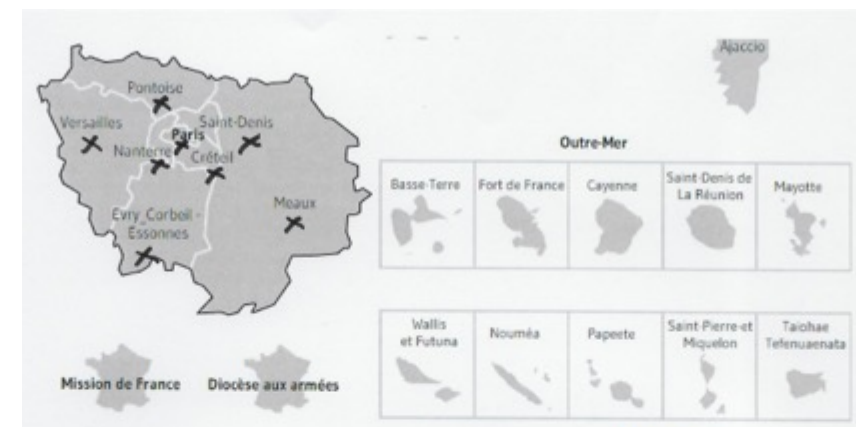 Ajaccio
Pontoise
Versailles
Saint-Denis
Paris
Nanterre
Créteil
Meaux
Evry_Corbeil -
Essonnes
Outre-Mer
Basse-Terre
Fort de France
Cayenne
Saint-Denis de
La Réunion
Mayotte
Wallis
et Futuna
Nouméa
Papeete
Saint-Pierre-et
Miquelon
Taiohae
Tefenuaenata
Mission de France
Diocèse aux armées